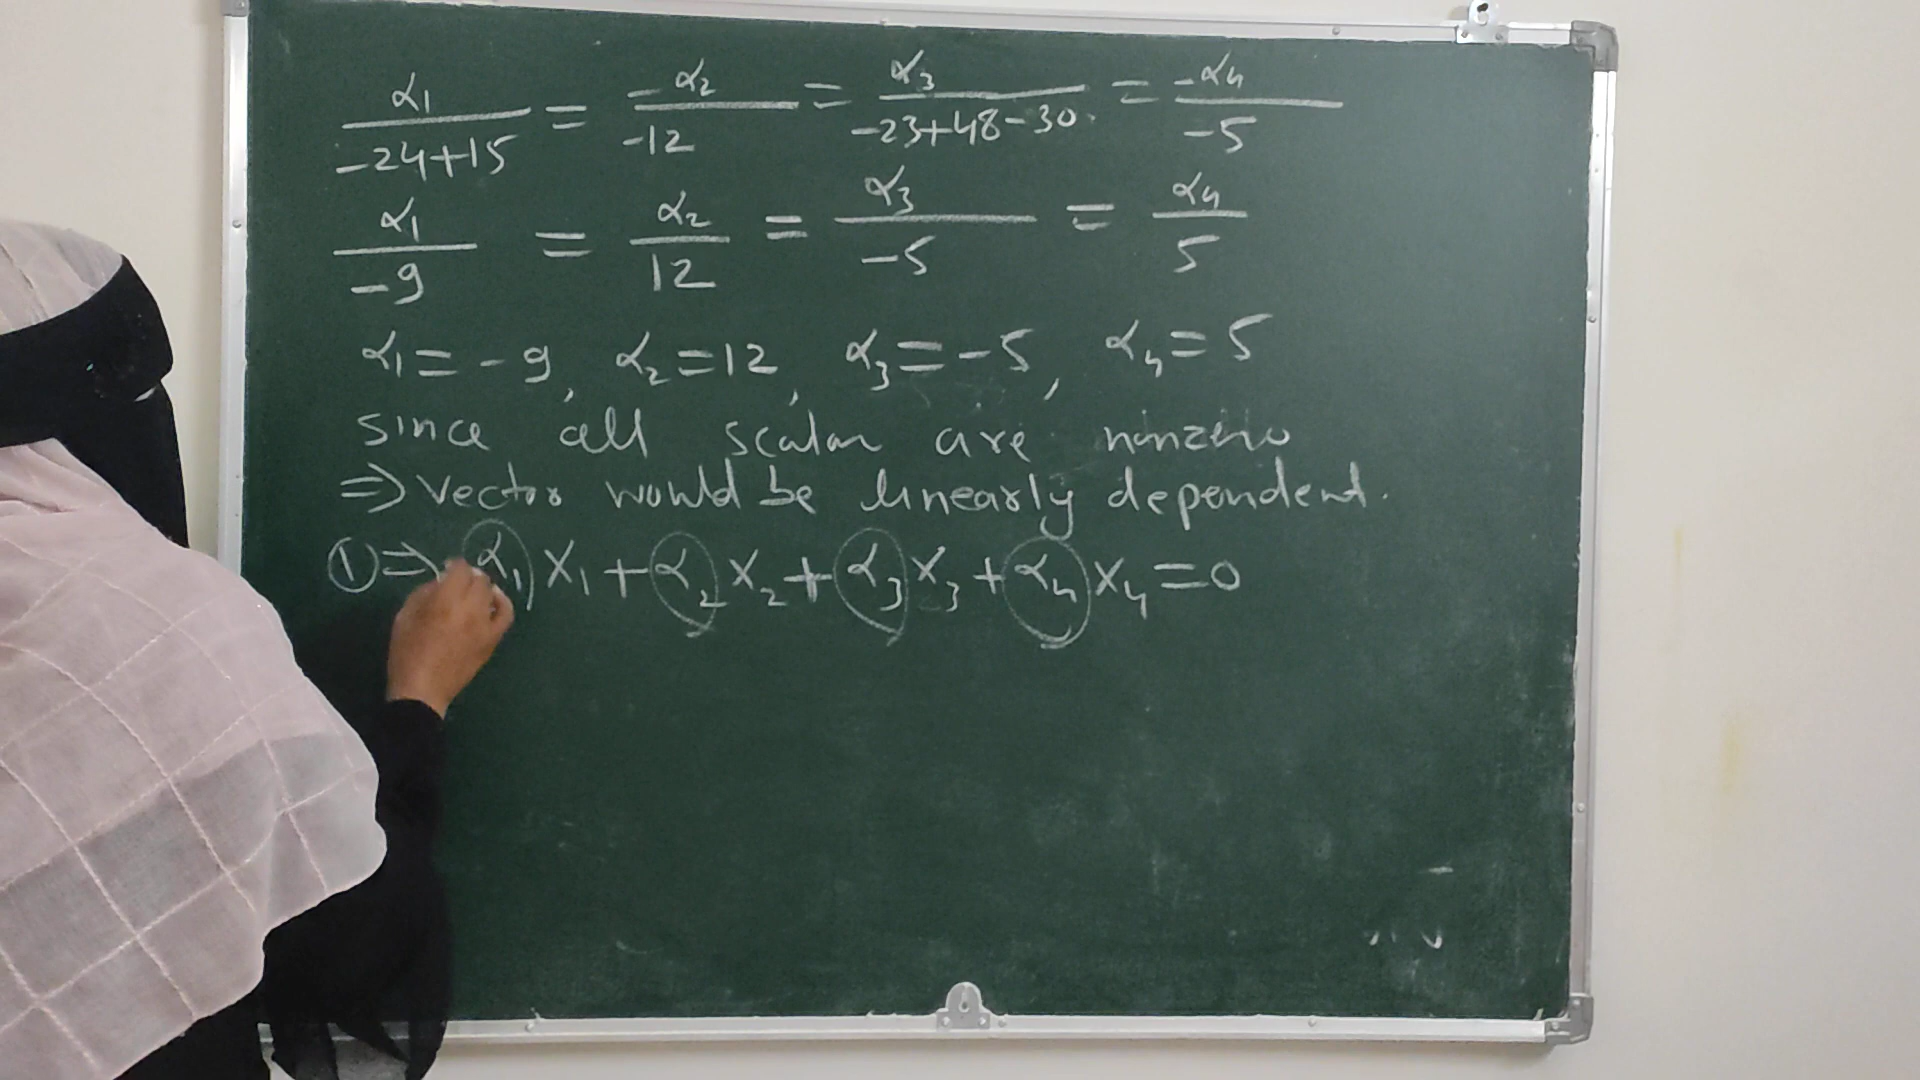 α₁/(-24+15) = -α₂/-12 = α₃/(-23+48-30) = -α₄/-5
α₁/-9 = α₂/12 = α₃/-5 = α₄/5
α₁ = -9, α₂ = 12, α₃ = -5, α₄ = 5
since all scalar are nonzero
⇒ vector would be linearly dependent.
① ⇒ α₁ X₁ + α₂ X₂ + α₃ X₃ + α₄ X₄ = 0